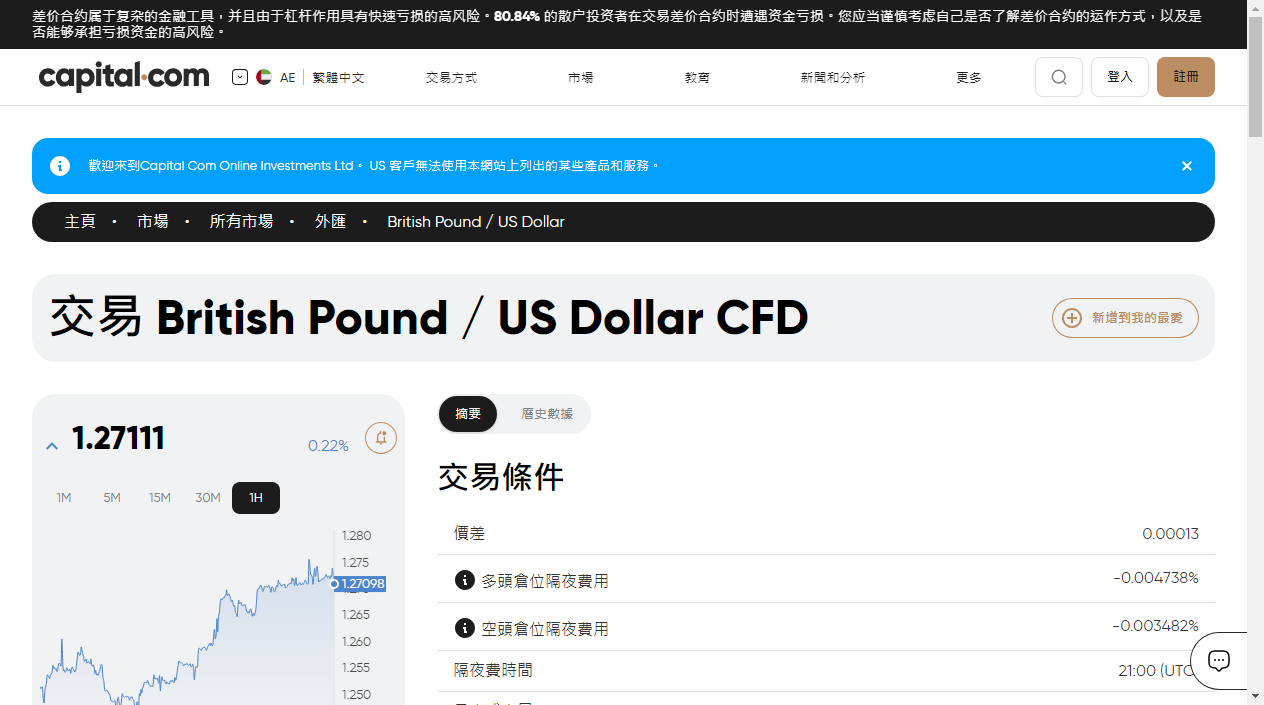 差价合约属于复杂的金融工具，并且由于杠杆作用具有快速亏损的高风险。80.84% 的散户投资者在交易差价合约时遭遇资金亏损。您应当谨慎考虑自己是否了解差价合约的运作方式，以及是
否能够承担亏损资金的高风险。
capital.com AE 繁體中文 交易方式 市場 教育 新聞和分析 更多 登入 註冊
歡迎來到Capital Com Online Investments Ltd。 US 客戶無法使用本網站上列出的某些產品和服務。
主頁 • 市場 • 所有市場 • 外匯 • British Pound / US Dollar
交易 British Pound / US Dollar CFD
新增到我的最愛
1.27111
0.22%
1M 5M 15M 30M 1H
1.280
1.275
1.27098
1.265
1.260
1.255
1.250
摘要 曆史數據
交易條件
價差 0.00013
多頭倉位隔夜費用 -0.004738%
空頭倉位隔夜費用 -0.003482%
隔夜費時間 21:00 (UTC